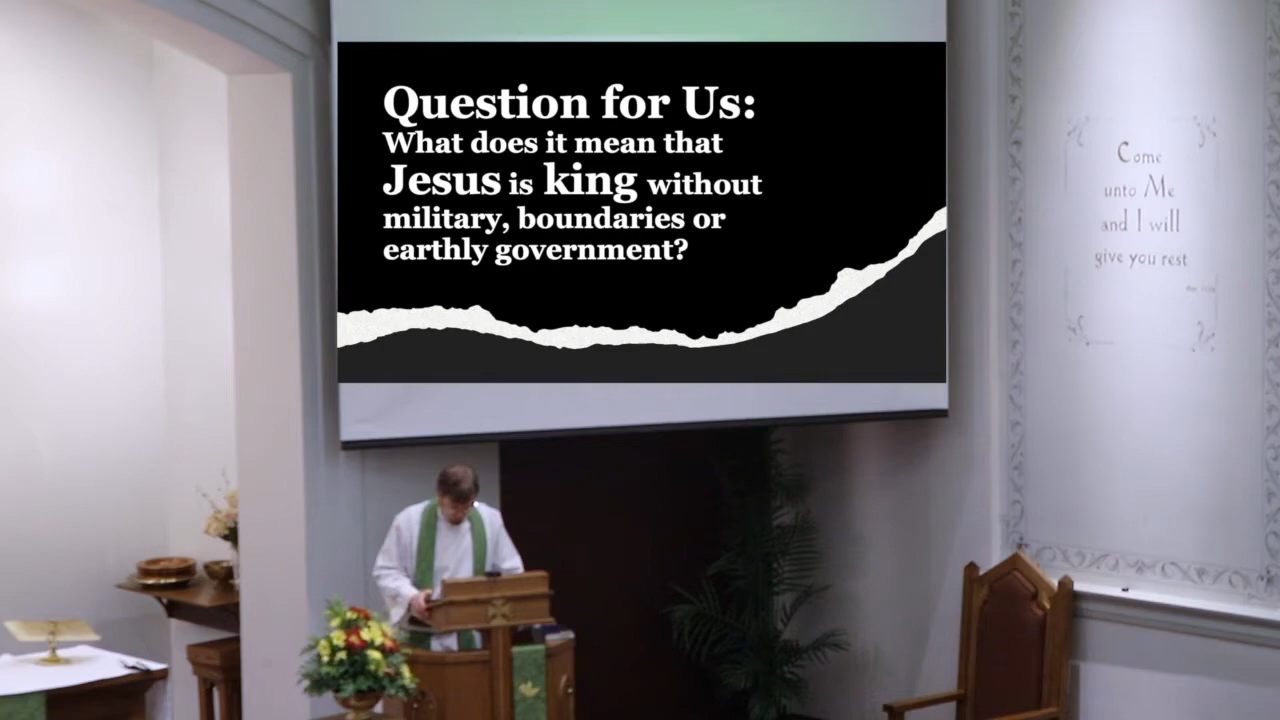 Question for Us:
What does it mean that
Jesus is king without
military, boundaries or
earthly government?
Come
unto Me
and I will
give you rest